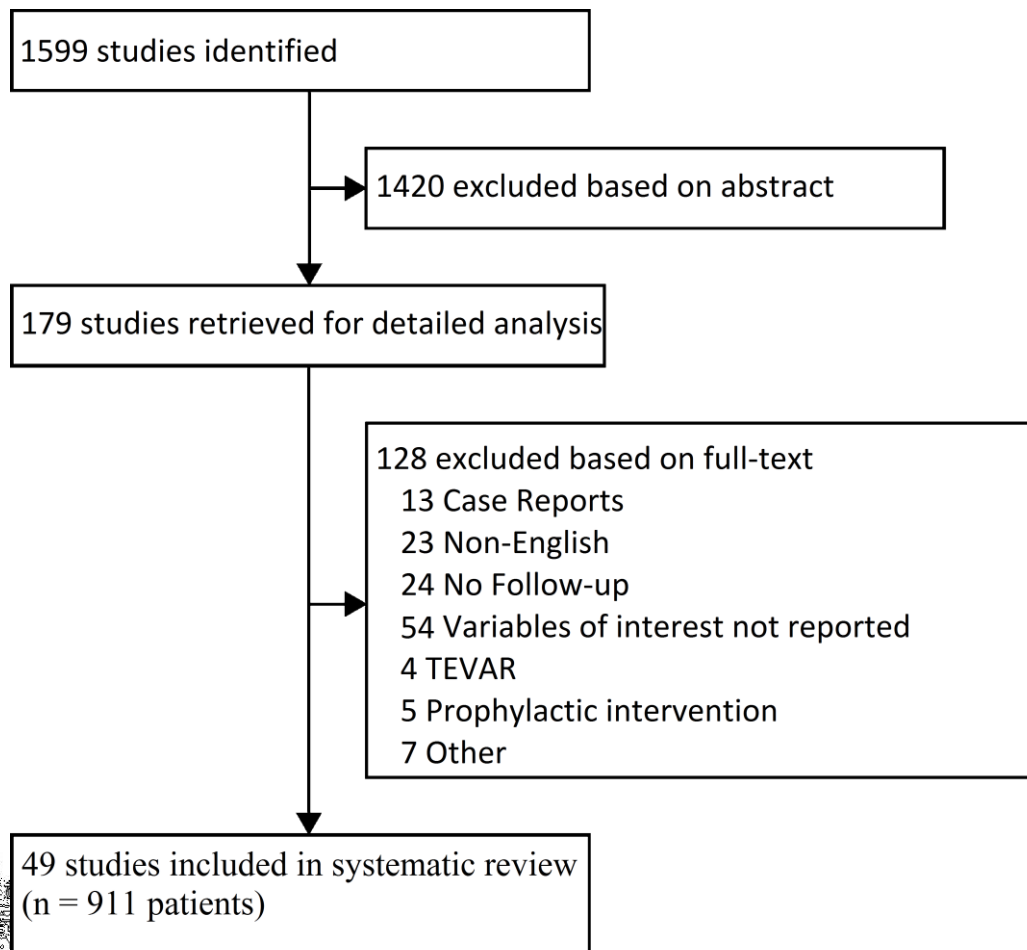 1599 studies identified
1420 excluded based on abstract
179 studies retrieved for detailed analysis
128 excluded based on full-text
13 Case Reports
23 Non-English
24 No Follow-up
54 Variables of interest not reported
4 TEVAR
5 Prophylactic intervention
7 Other
49 studies included in systematic review
(n = 911 patients)